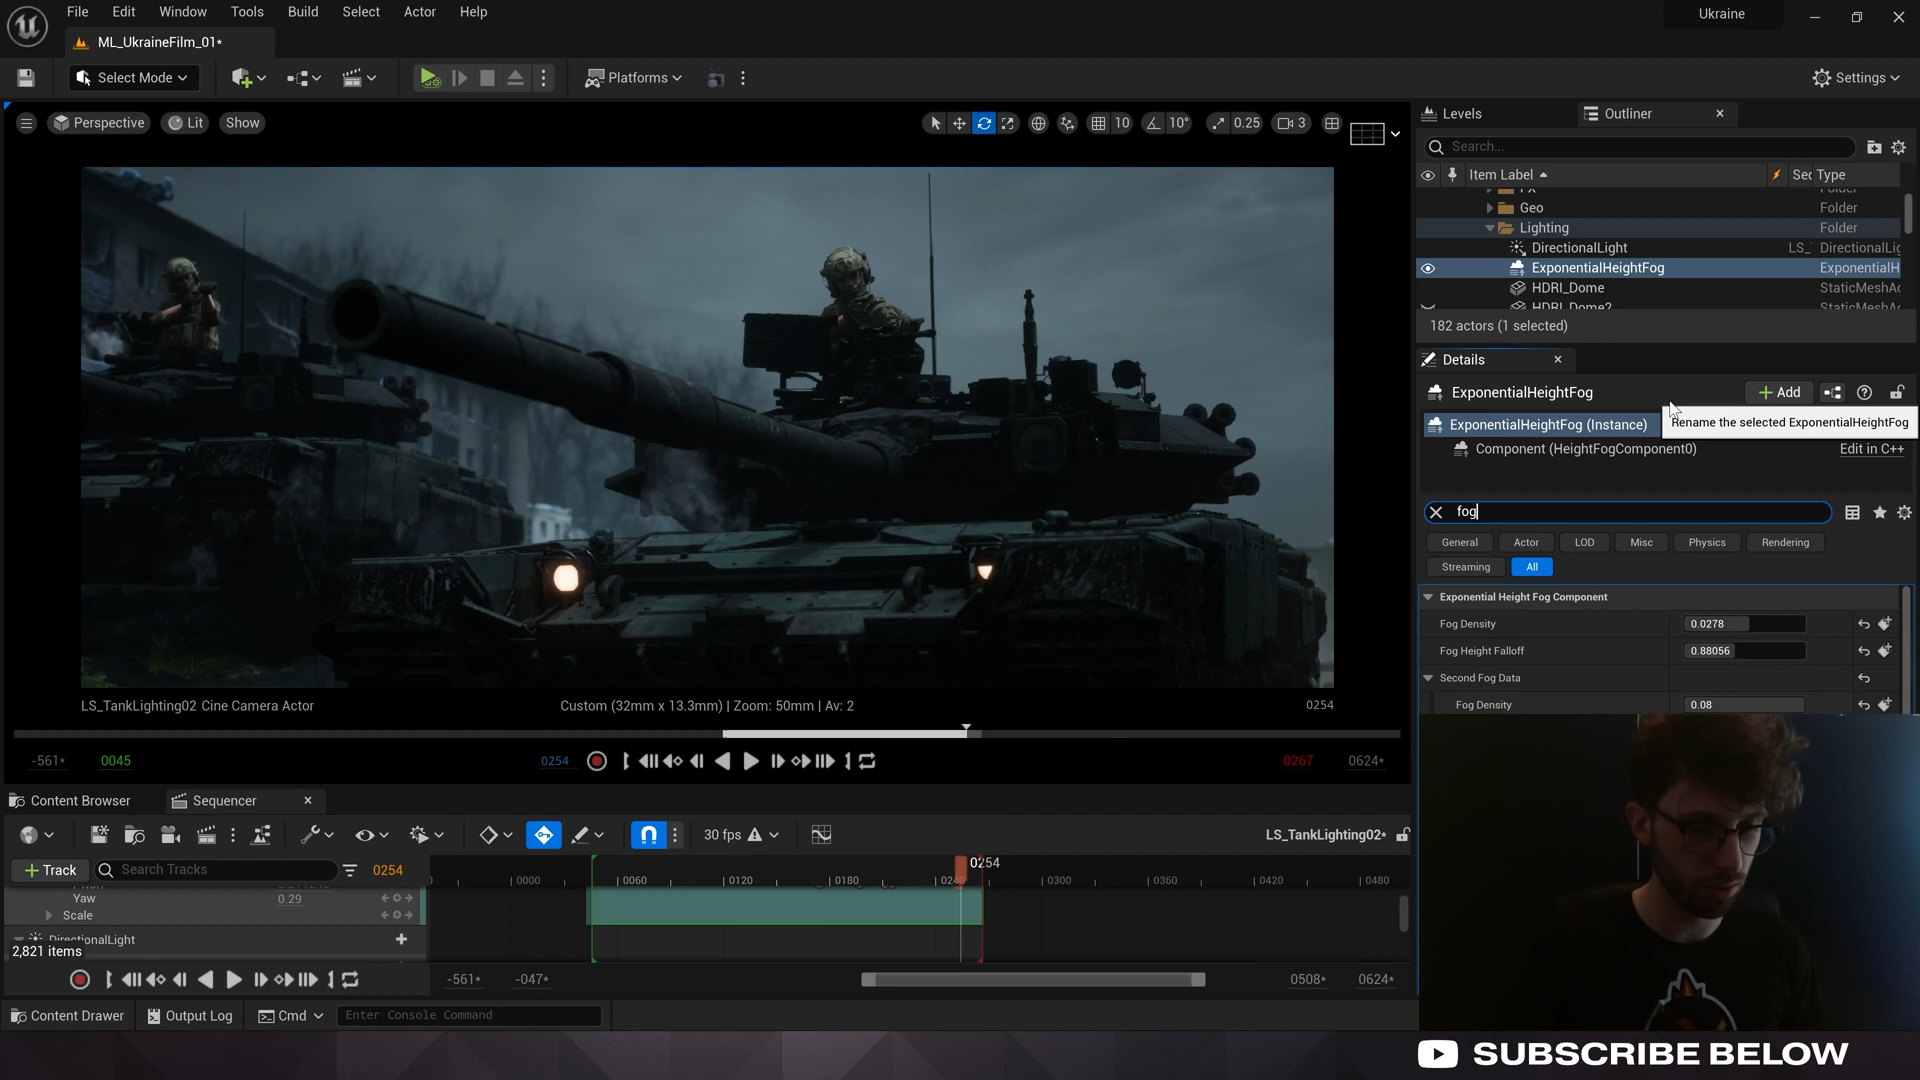 File Edit Window Tools Build Select Actor Help
Ukraine
ML_UkraineFilm_01*
Select Mode
Platforms
Settings
Perspective Lit Show
10 10° 0.25 3
Levels Outliner
Search...
Item Label Sec Type
FX Folder
Geo Folder
Lighting Folder
DirectionalLight LS_ DirectionalLig
ExponentialHeightFog ExponentialH
HDRI_Dome StaticMeshAc
HDRI_Dome2 StaticMeshAc
182 actors (1 selected)
Details
ExponentialHeightFog Add
Rename the selected ExponentialHeightFog
ExponentialHeightFog (Instance)
Component (HeightFogComponent0) Edit in C++
fog
General Actor LOD Misc Physics Rendering
Streaming All
Exponential Height Fog Component
Fog Density 0.0278
Fog Height Falloff 0.88056
Second Fog Data
Fog Density 0.08
LS_TankLighting02 Cine Camera Actor Custom (32mm x 13.3mm) | Zoom: 50mm | Av: 2 0254
-561* 0045 0254 0267 0624*
Content Browser Sequencer
30 fps LS_TankLighting02*
Track Search Tracks 0254 0254
0000 0060 0120 0180 0240 0300 0360 0420 0480
Yaw 0.29
Scale
DirectionalLight
2,821 items
-561* -047* 0508* 0624*
Content Drawer Output Log Cmd Enter Console Command
SUBSCRIBE BELOW